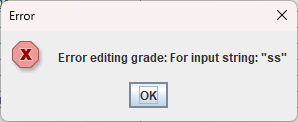 Error
Error editing grade: For input string: "ss"
OK